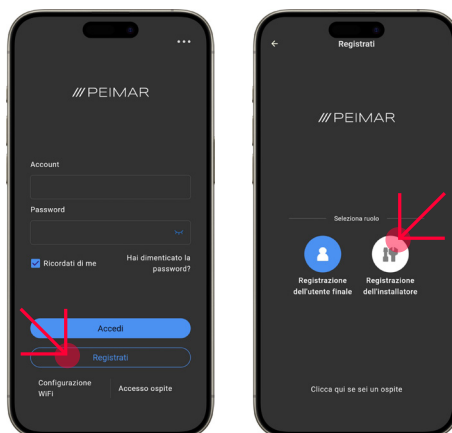 PEIMAR
Account
Password
Ricordati di me
Hai dimenticato la
password?
Accedi
Registrati
Configurazione
WiFi
Accesso ospite
Registrati
PEIMAR
Seleziona ruolo
Registrazione
dell'utente finale
Registrazione
dell'installatore
Clicca qui se sei un ospite